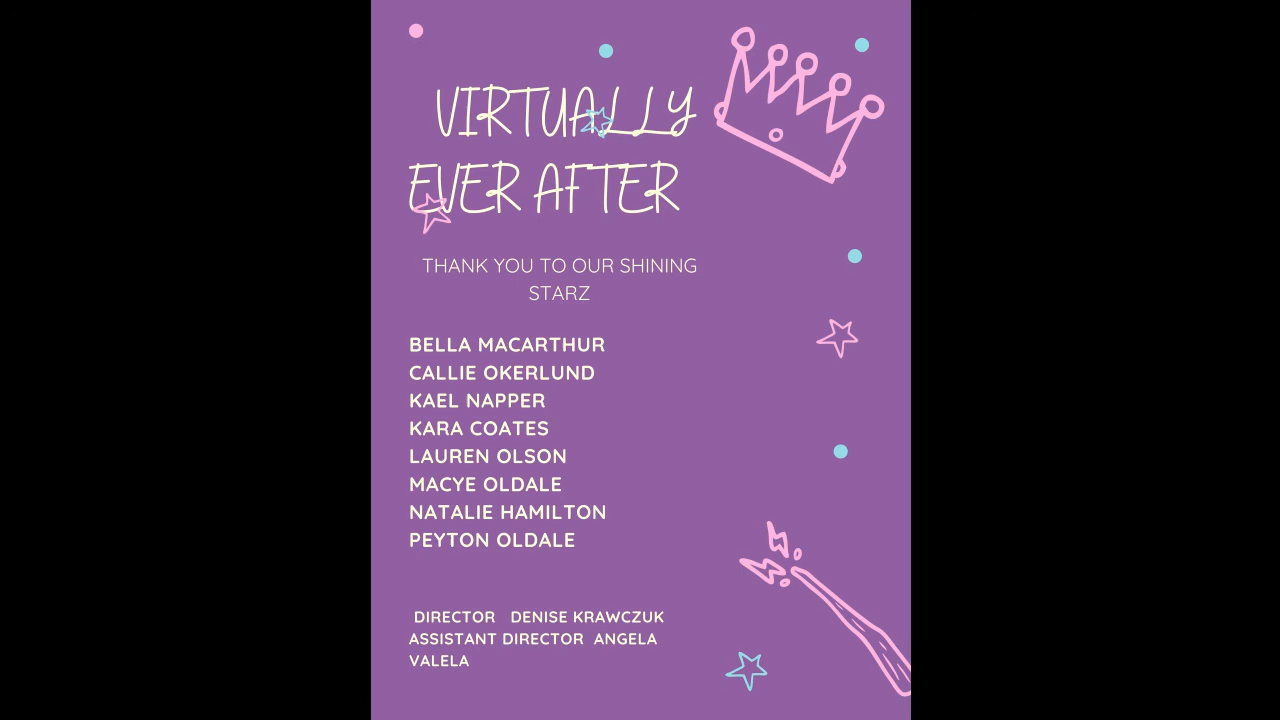 VIRTUALLY
EVER AFTER
THANK YOU TO OUR SHINING
STARZ
BELLA MACARTHUR
CALLIE OKERLUND
KAEL NAPPER
KARA COATES
LAUREN OLSON
MACYE OLDALE
NATALIE HAMILTON
PEYTON OLDALE
DIRECTOR DENISE KRAWCZUK
ASSISTANT DIRECTOR ANGELA
VALELA